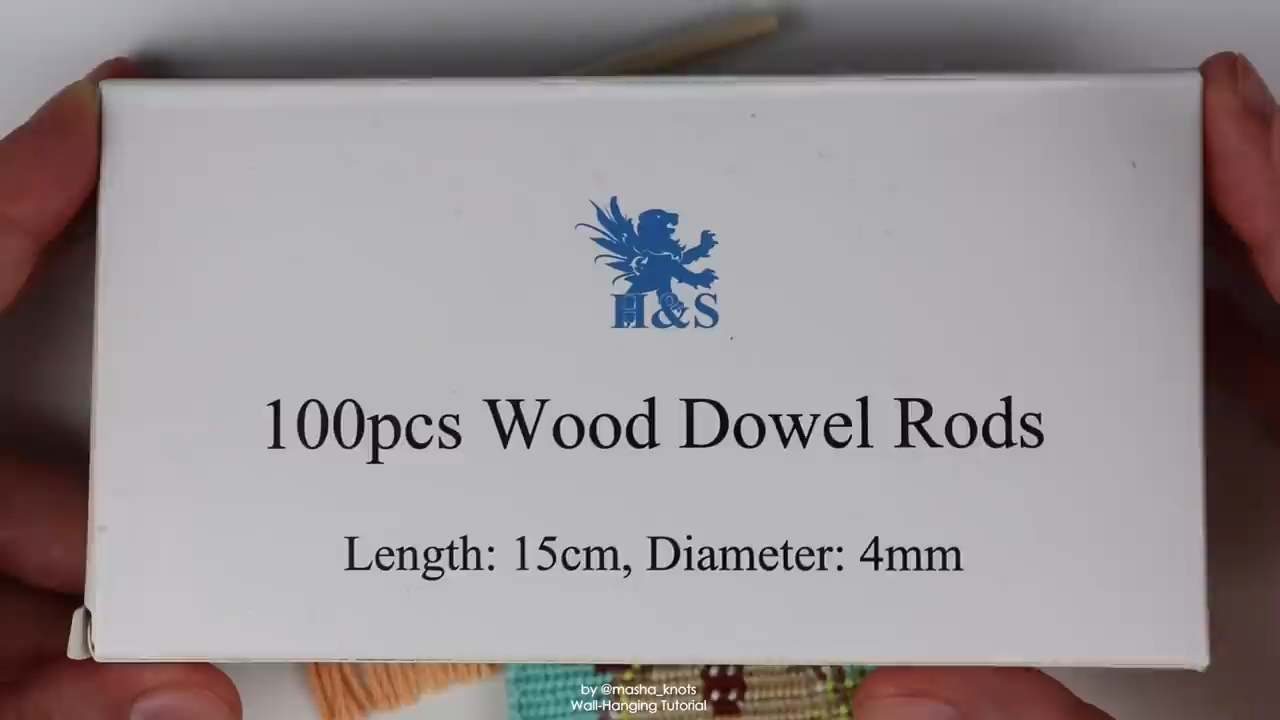 H&S
100pcs Wood Dowel Rods
Length: 15cm, Diameter: 4mm
by @masha_knots
Wall-Hanging Tutorial